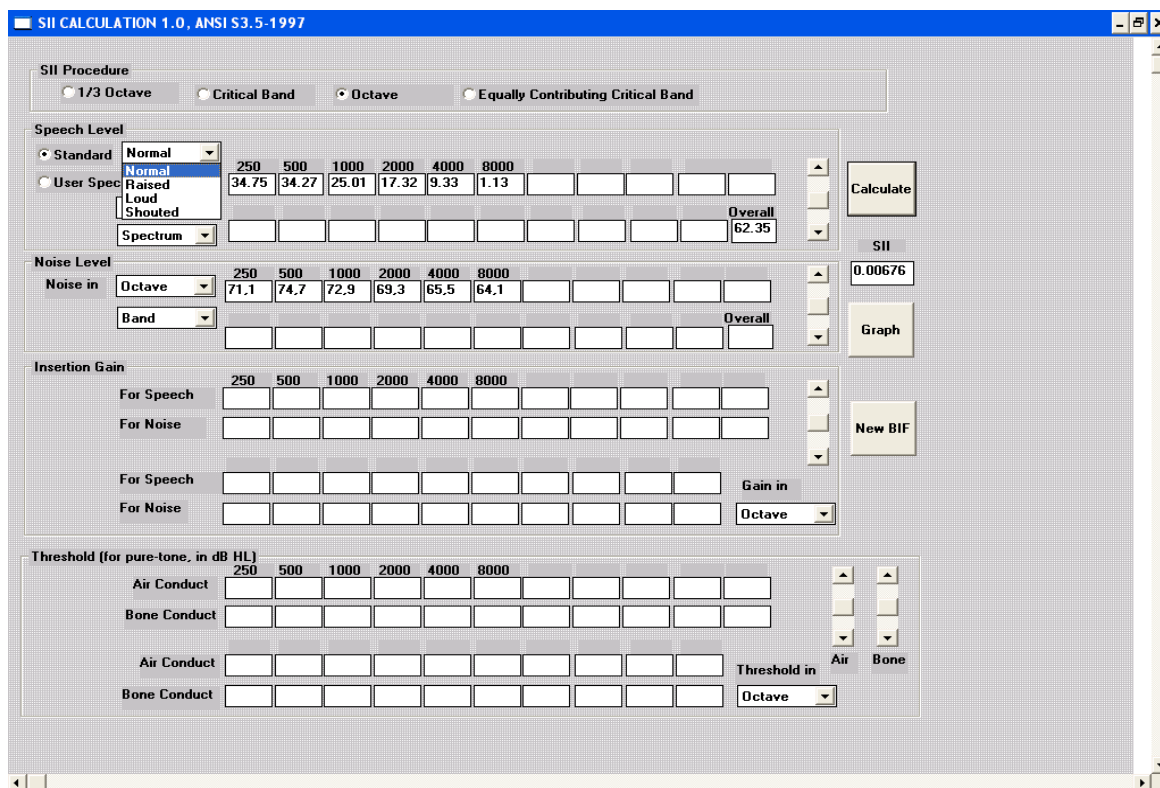 SII CALCULATION 1.0, ANSI S3.5-1997
SII Procedure
1/3 Octave Critical Band Octave Equally Contributing Critical Band
Speech Level
Standard Normal
250 500 1000 2000 4000 8000
Normal
User Spec 34.75 34.27 25.01 17.32 9.33 1.13
Raised
Loud
Shouted
Overall
Spectrum 62.35
Calculate
SII
0.00676
Noise Level
250 500 1000 2000 4000 8000
Noise in Octave 71,1 74,7 72,9 69,3 65,5 64,1
Band Overall
Graph
Insertion Gain
250 500 1000 2000 4000 8000
For Speech
For Noise
New BIF
For Speech
Gain in
For Noise
Octave
Threshold (for pure-tone, in dB HL)
250 500 1000 2000 4000 8000
Air Conduct
Bone Conduct
Air Conduct
Threshold in
Air Bone
Bone Conduct
Octave